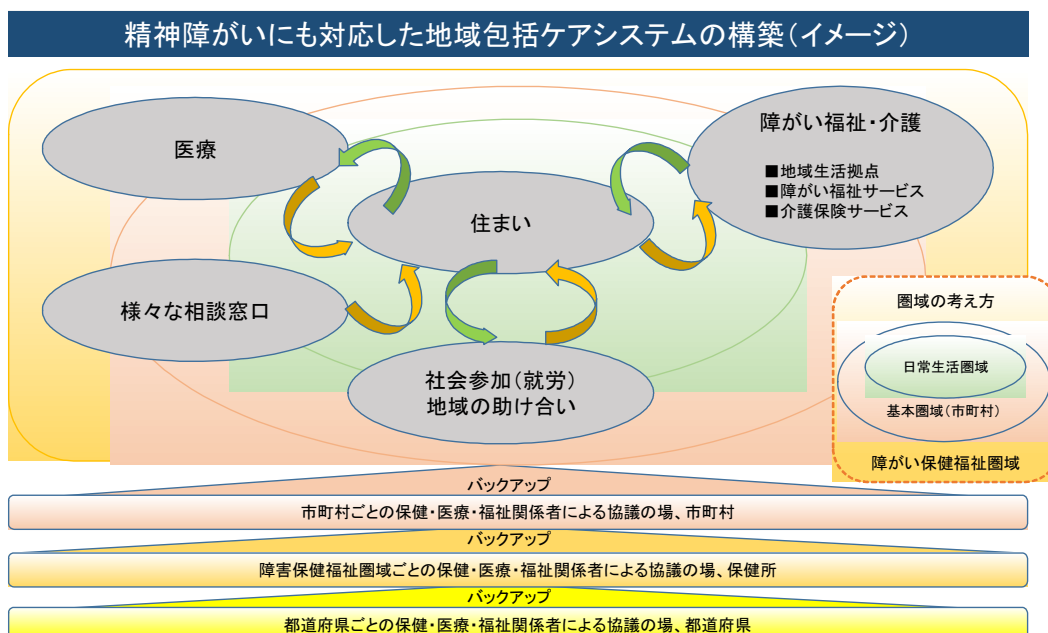 精神障がいにも対応した地域包括ケアシステムの構築（イメージ）
医療
障がい福祉・介護
■地域生活拠点
■障がい福祉サービス
■介護保険サービス
住まい
様々な相談窓口
社会参加（就労）
地域の助け合い
圏域の考え方
日常生活圏域
基本圏域（市町村）
障がい保健福祉圏域
バックアップ
市町村ごとの保健・医療・福祉関係者による協議の場、市町村
バックアップ
障害保健福祉圏域ごとの保健・医療・福祉関係者による協議の場、保健所
バックアップ
都道府県ごとの保健・医療・福祉関係者による協議の場、都道府県